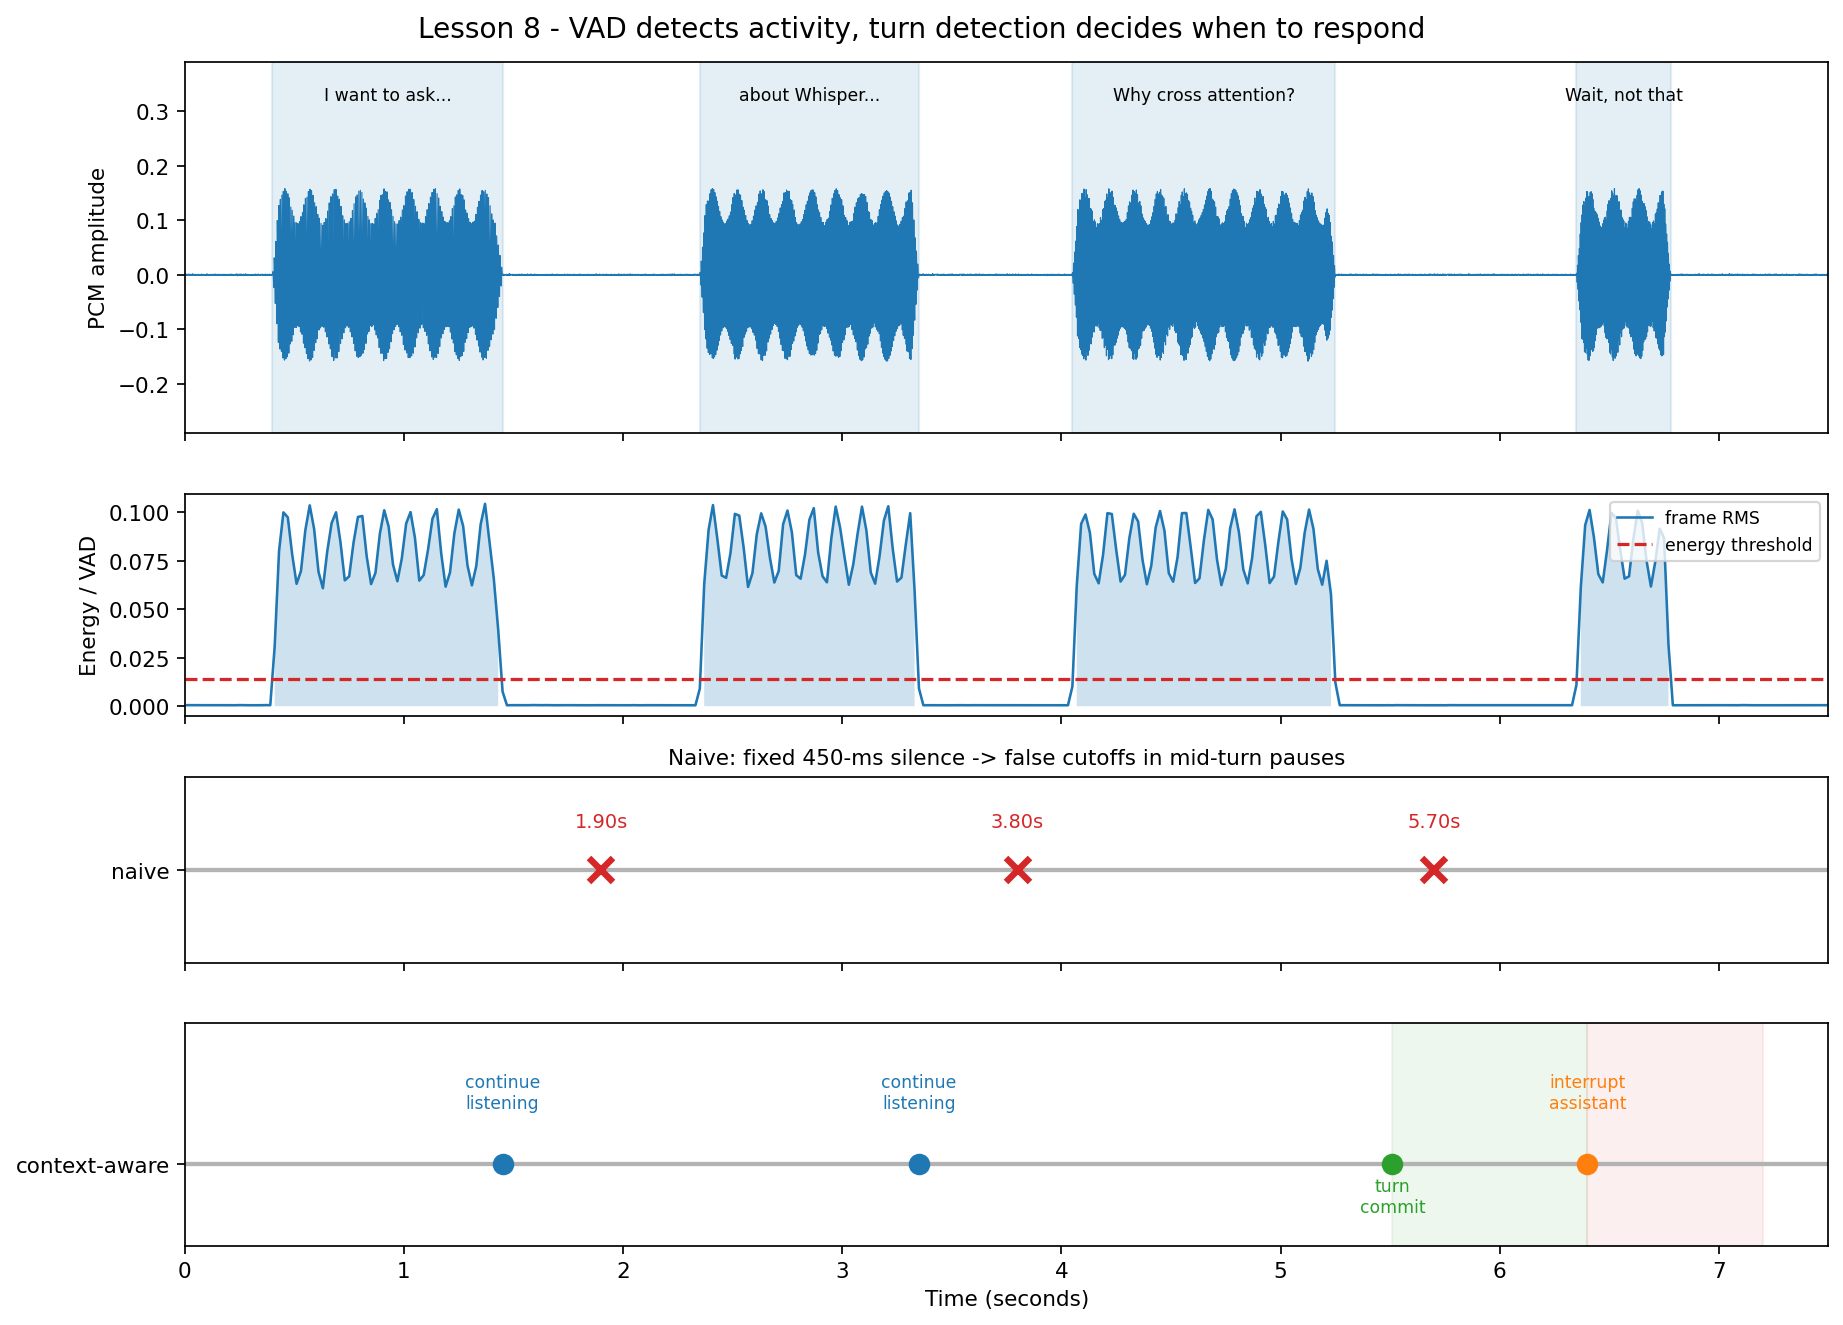 Lesson 8 - VAD detects activity, turn detection decides when to respond
I want to ask...
about Whisper...
Why cross attention?
Wait, not that
PCM amplitude
0.3
0.2
0.1
0.0
−0.1
−0.2
Energy / VAD
0.100
0.075
0.050
0.025
0.000
frame RMS
energy threshold
Naive: fixed 450-ms silence -> false cutoffs in mid-turn pauses
naive
1.90s
3.80s
5.70s
context-aware
continue
listening
continue
listening
turn
commit
interrupt
assistant
0 1 2 3 4 5 6 7
Time (seconds)